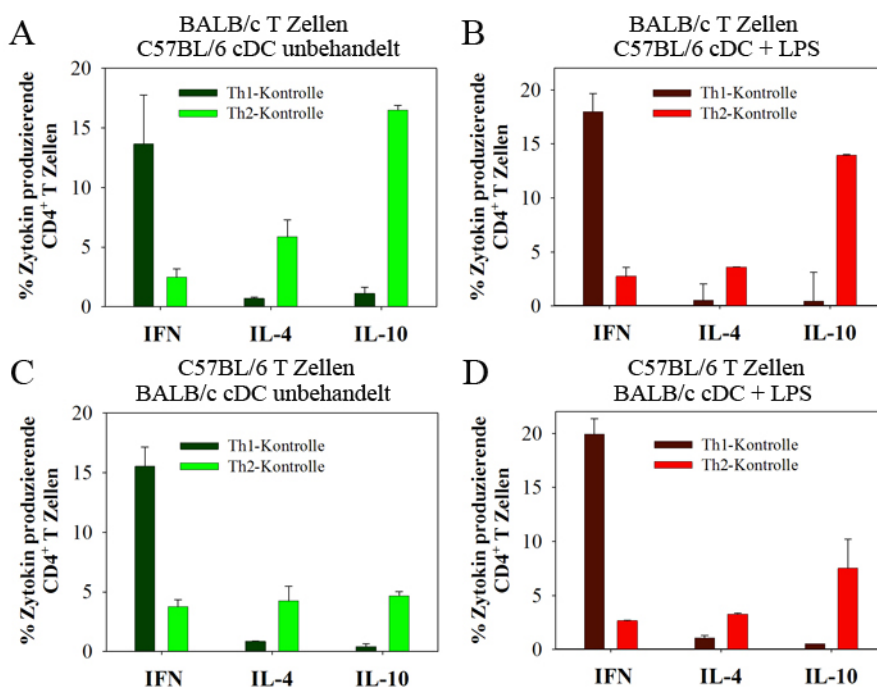 A
BALB/c T Zellen
C57BL/6 cDC unbehandelt
% Zytokin produzierende
CD4⁺ T Zellen
20
15
10
5
0
Th1-Kontrolle
Th2-Kontrolle
IFN IL-4 IL-10
B
BALB/c T Zellen
C57BL/6 cDC + LPS
% Zytokin produzierende
CD4⁺ T Zellen
20
15
10
5
0
Th1-Kontrolle
Th2-Kontrolle
IFN IL-4 IL-10
C
C57BL/6 T Zellen
BALB/c cDC unbehandelt
% Zytokin produzierende
CD4⁺ T Zellen
20
15
10
5
0
Th1-Kontrolle
Th2-Kontrolle
IFN IL-4 IL-10
D
C57BL/6 T Zellen
BALB/c cDC + LPS
% Zytokin produzierende
CD4⁺ T Zellen
20
15
10
5
0
Th1-Kontrolle
Th2-Kontrolle
IFN IL-4 IL-10